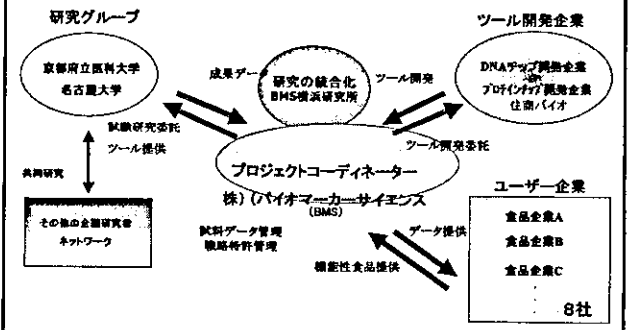 研究グループ
京都府立医科大学
名古屋大学
成果データ
試験研究委託
ツール提供
共同研究
その他の全国研究者
ネットワーク
研究の統合化
BMS横浜研究所
プロジェクトコーディネーター
株)(バイオマーカーサイエンス
(BMS)
試料データ管理
戦略特許管理
ツール開発企業
DNAチップ開発企業
プロテインチップ開発企業
住商バイオ
ツール開発
ツール開発委託
データ提供
機能性食品提供
ユーザー企業
食品企業A
食品企業B
食品企業C
8社